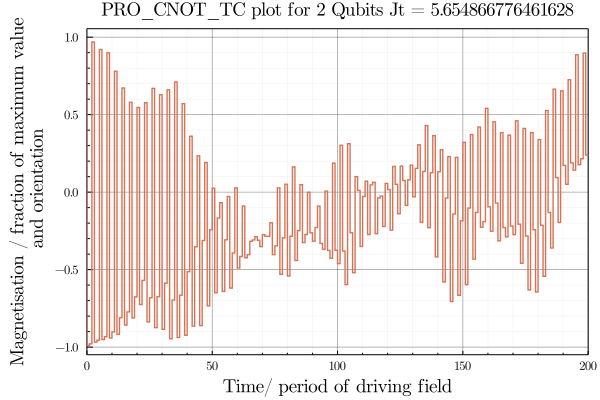 PRO_CNOT_TC plot for 2 Qubits Jt = 5.654866776461628
Magnetisation / fraction of maximum value
and orientation
1.0
0.5
0.0
−0.5
−1.0
0
50
100
150
200
Time/ period of driving field